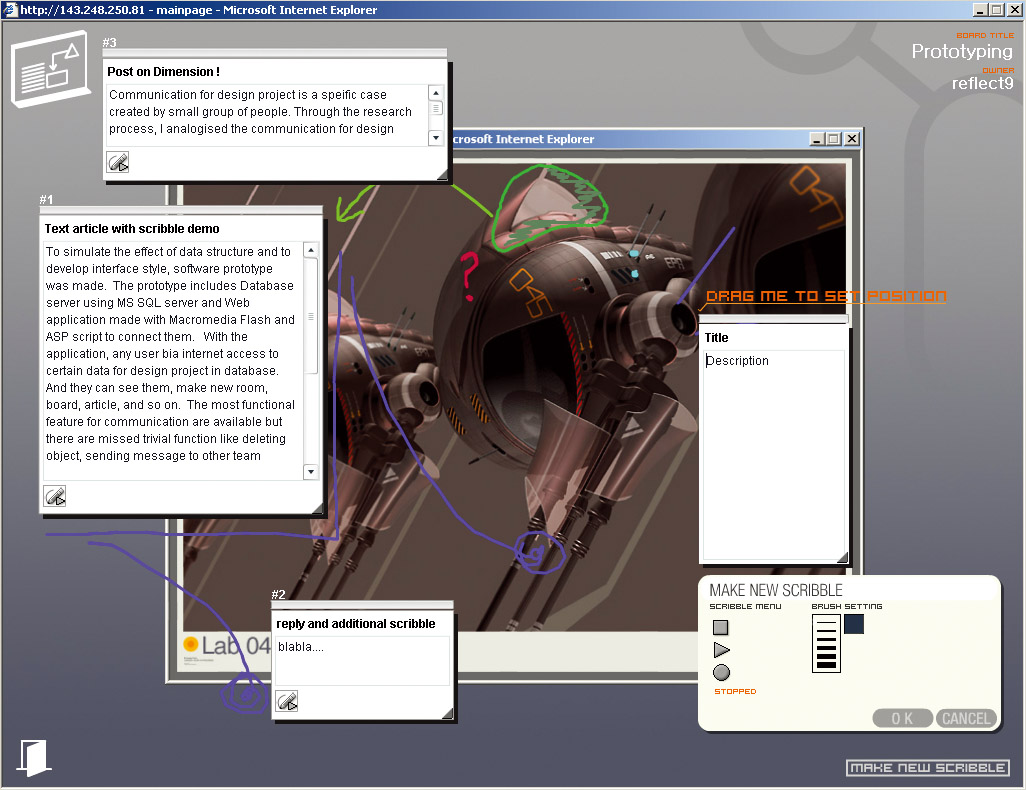 http://143.248.250.81 - mainpage - Microsoft Internet Explorer
BOARD TITLE
Prototyping
OWNER
reflect9
#3
Post on Dimension !
Communication for design project is a speific case
created by small group of people. Through the research
process, I analogised the communication for design
crosoft Internet Explorer
#1
Text article with scribble demo
To simulate the effect of data structure and to
develop interface style, software prototype
was made. The prototype includes Database
server using MS SQL server and Web
application made with Macromedia Flash and
ASP script to connect them. With the
application, any user bia internet access to
certain data for design project in database.
And they can see them, make new room,
board, article, and so on. The most functional
feature for communication are available but
there are missed trivial function like deleting
object, sending message to other team
?
EPA
DRAG ME TO SET POSITION
Title
Description
#2
reply and additional scribble
blabla....
Lab 04
MAKE NEW SCRIBBLE
SCRIBBLE MENU
BRUSH SETTING
STOPPED
O K
CANCEL
MAKE NEW SCRIBBLE